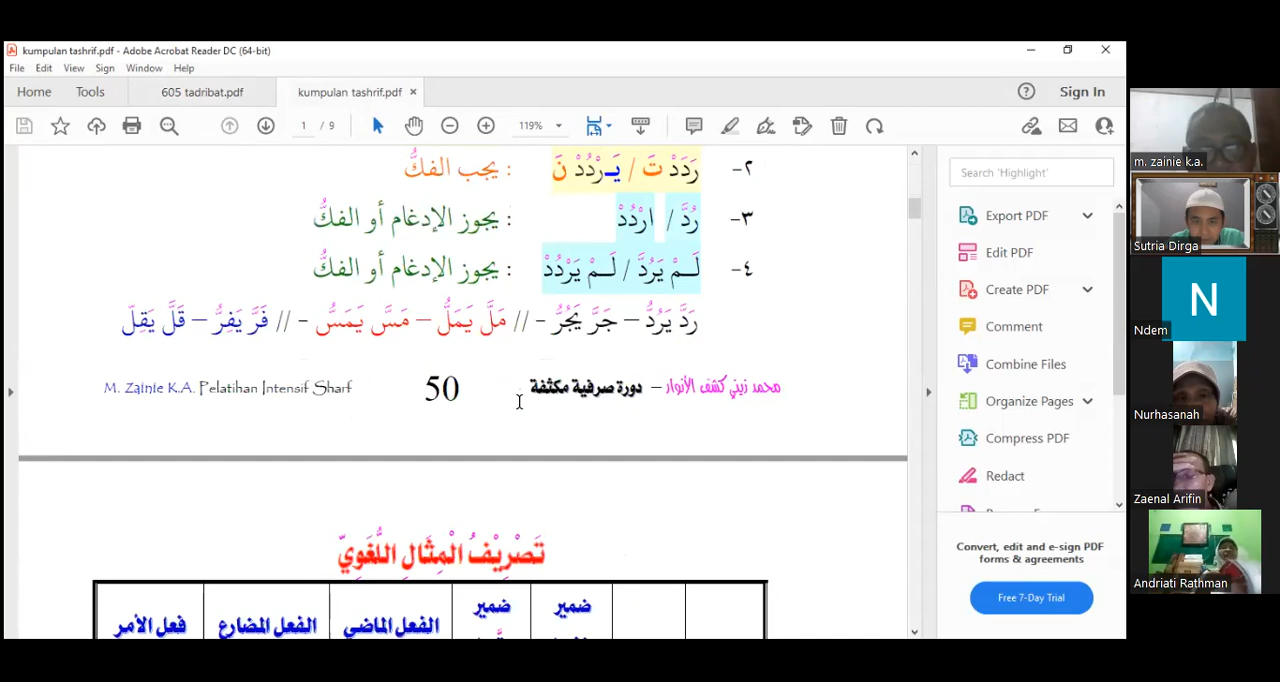 kumpulan tashrif.pdf - Adobe Acrobat Reader DC (64-bit)
File Edit View Sign Window Help
Home Tools 605 tadribat.pdf kumpulan tashrif.pdf × Sign In
1 / 9 119%
٢- رَدَدْ تَ / يَـرْدُدْ نَ : يجب الفكُّ
٣- رُدَّ / ارْدُدْ : يجوز الإدغام أو الفكُّ
٤- لَـمْ يَرُدَّ / لَـمْ يَرْدُدْ : يجوز الإدغام أو الفكُّ
رَدَّ يَرُدُّ – جَرَّ يَجُرُّ - // مَلَّ يَمَلُّ – مَسَّ يَمَسُّ - // فَرَّ يَفِرُّ – قَلَّ يَقِلّ
محمد زيني كشف الأنوار – دورة صرفية مكثفة 50 M. Zainie K.A. Pelatihan Intensif Sharf
تَصْرِيْفُ الْمِثَالِ اللُّغَوِيّ
ضمير ضمير
الفعل الماضي الفعل المضارع فعل الأمر
Search 'Highlight'
Export PDF
Edit PDF
Create PDF
Comment
Combine Files
Organize Pages
Compress PDF
Redact
Convert, edit and e-sign PDF
forms & agreements
Free 7-Day Trial
m. zainie k.a.
Sutria Dirga
N
Ndem
Nurhasanah
Zaenal Arifin
Andriati Rathman